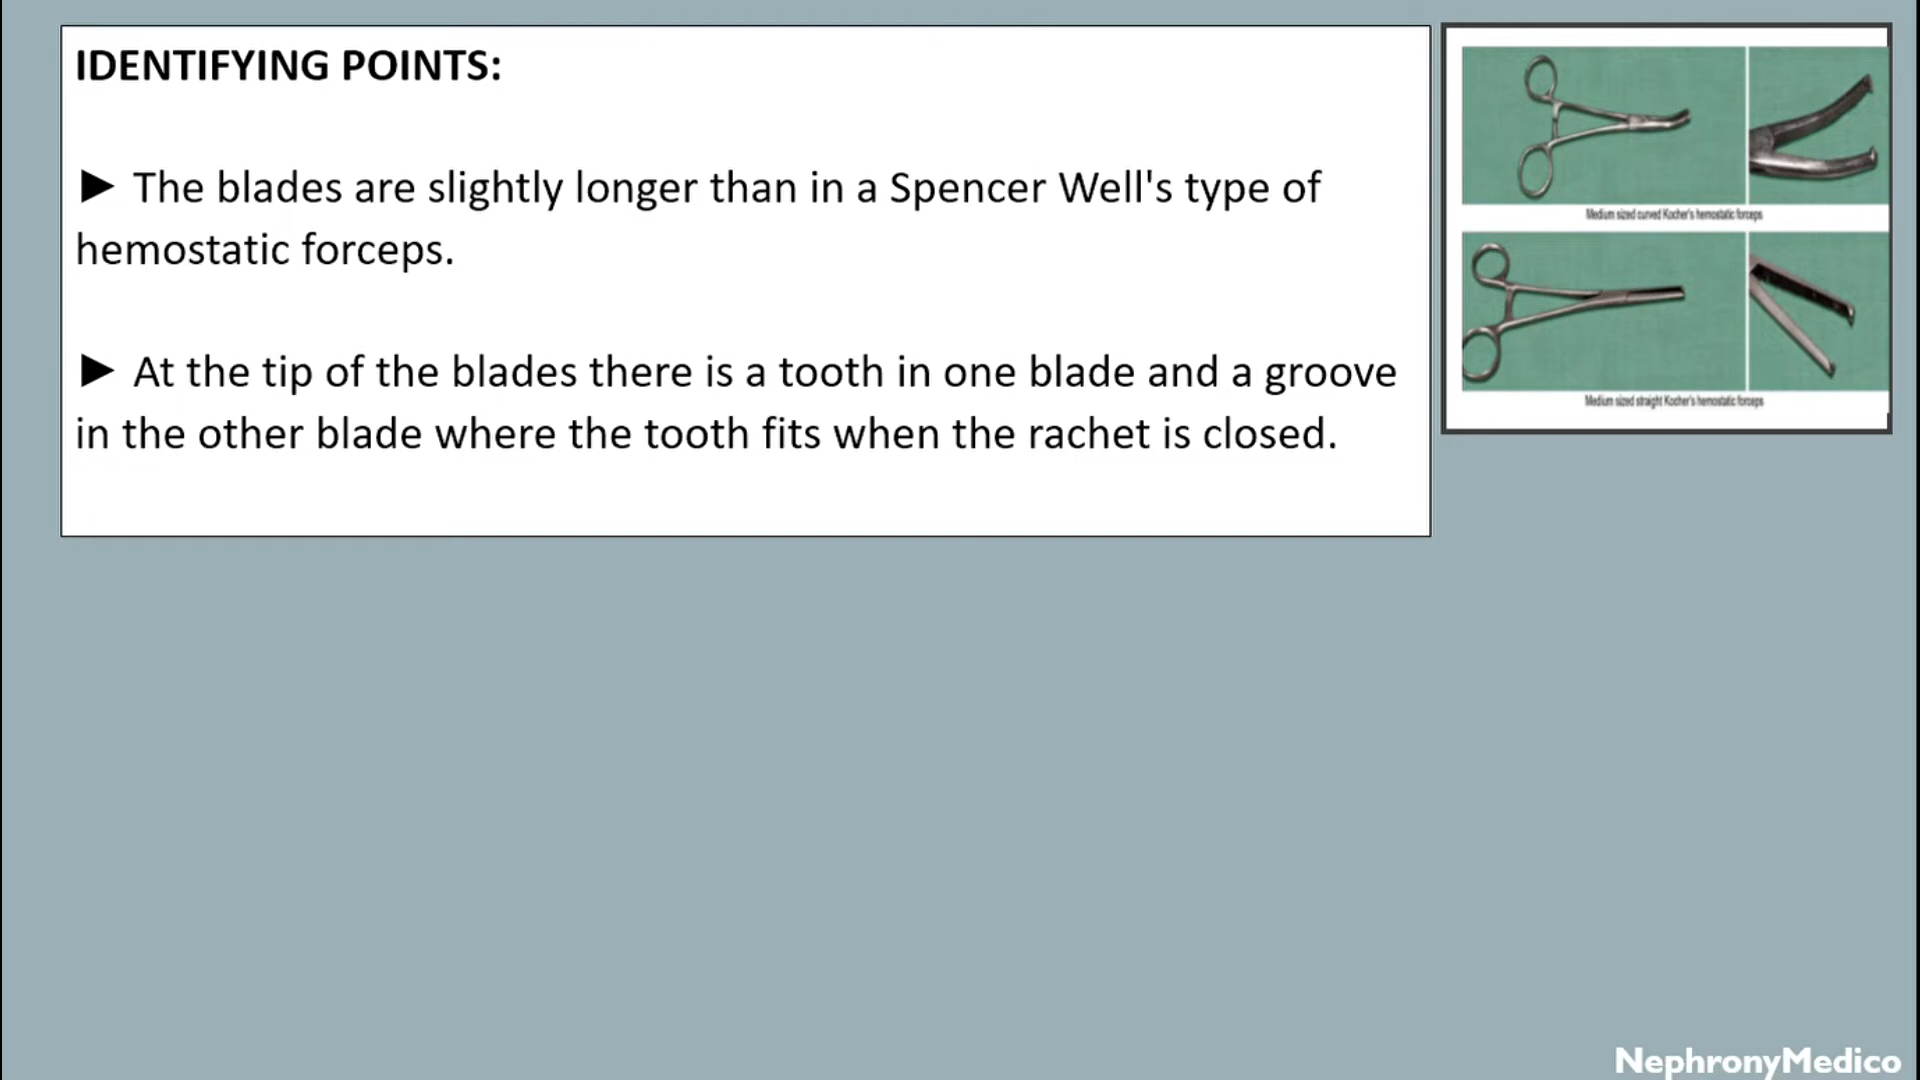 IDENTIFYING POINTS:
► The blades are slightly longer than in a Spencer Well's type of
hemostatic forceps.
► At the tip of the blades there is a tooth in one blade and a groove
in the other blade where the tooth fits when the rachet is closed.
Medium sized curved Kocher's hemostatic forceps
Medium sized straight Kocher's hemostatic forceps
NephronyMedico